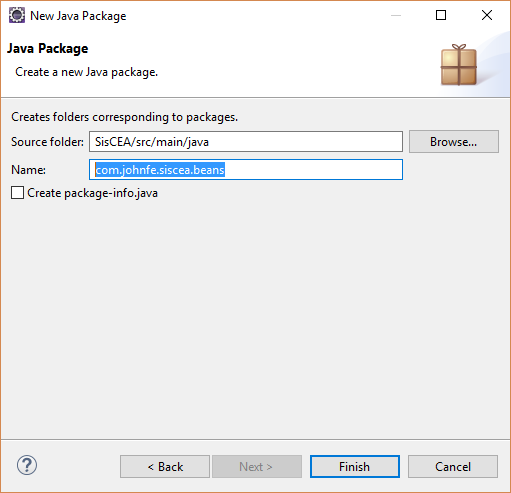 New Java Package
Java Package
Create a new Java package.
Creates folders corresponding to packages.
Source folder: SisCEA/src/main/java Browse...
Name: com.johnfe.siscea.beans
Create package-info.java
? < Back Next > Finish Cancel